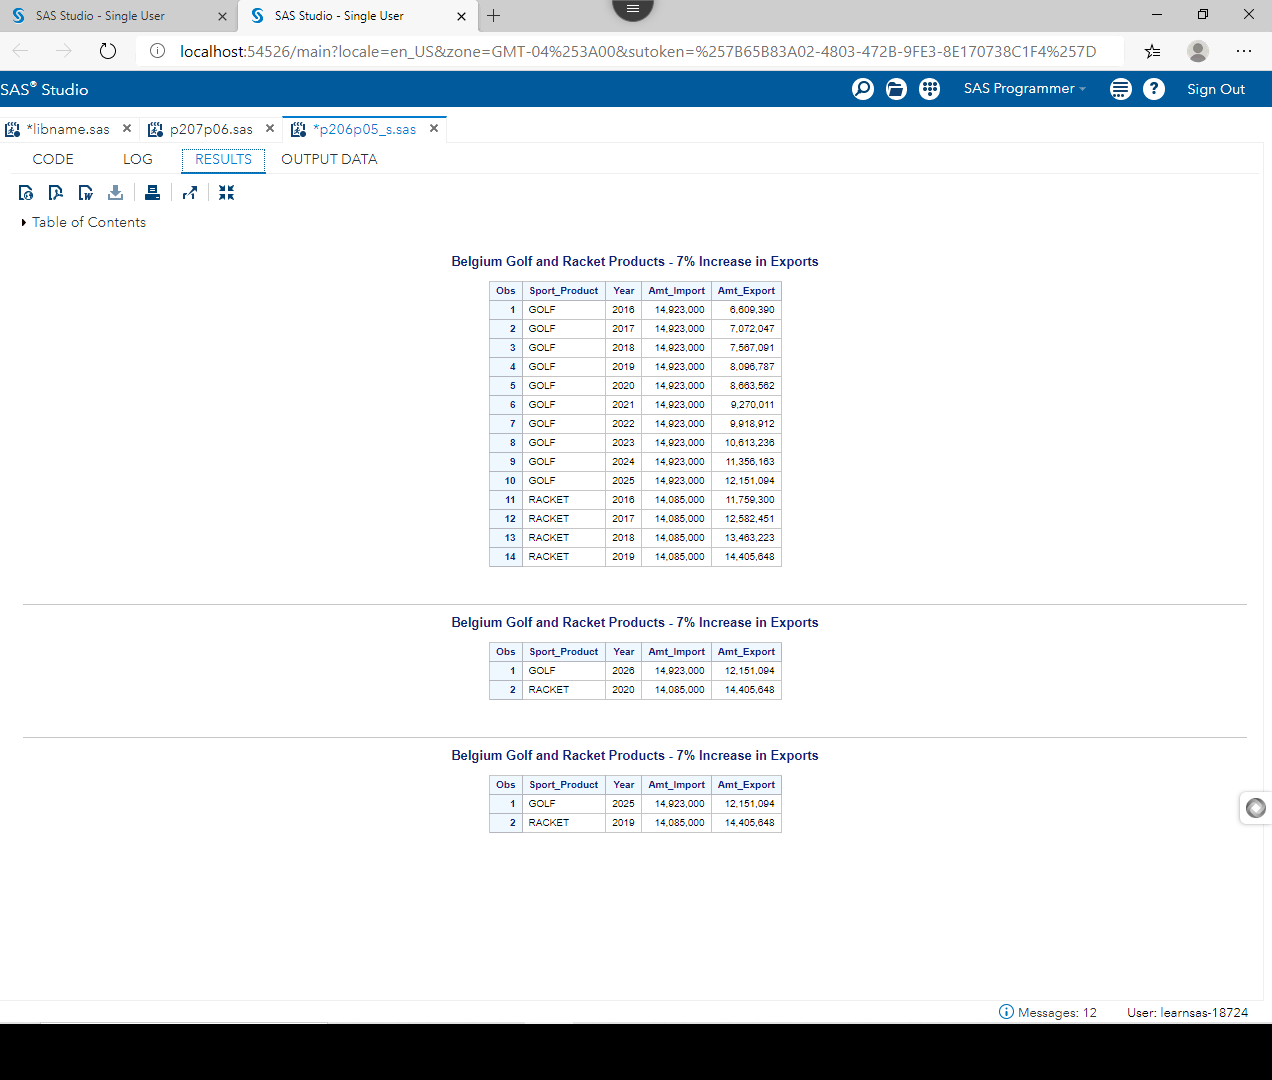 SAS Studio - Single User
SAS Studio - Single User
localhost:54526/main?locale=en_US&zone=GMT-04%253A00&sutoken=%257B65B83A02-4803-472B-9FE3-8E170738C1F4%257D
SAS® Studio
SAS Programmer
Sign Out
*libname.sas
p207p06.sas
*p206p05_s.sas
CODE LOG RESULTS OUTPUT DATA
Table of Contents
Belgium Golf and Racket Products - 7% Increase in Exports
Obs Sport_Product Year Amt_Import Amt_Export
1 GOLF 2016 14,923,000 6,609,390
2 GOLF 2017 14,923,000 7,072,047
3 GOLF 2018 14,923,000 7,567,091
4 GOLF 2019 14,923,000 8,096,787
5 GOLF 2020 14,923,000 8,663,562
6 GOLF 2021 14,923,000 9,270,011
7 GOLF 2022 14,923,000 9,918,912
8 GOLF 2023 14,923,000 10,613,236
9 GOLF 2024 14,923,000 11,356,163
10 GOLF 2025 14,923,000 12,151,094
11 RACKET 2016 14,085,000 11,759,300
12 RACKET 2017 14,085,000 12,582,451
13 RACKET 2018 14,085,000 13,463,223
14 RACKET 2019 14,085,000 14,405,648
Belgium Golf and Racket Products - 7% Increase in Exports
Obs Sport_Product Year Amt_Import Amt_Export
1 GOLF 2026 14,923,000 12,151,094
2 RACKET 2020 14,085,000 14,405,648
Belgium Golf and Racket Products - 7% Increase in Exports
Obs Sport_Product Year Amt_Import Amt_Export
1 GOLF 2025 14,923,000 12,151,094
2 RACKET 2019 14,085,000 14,405,648
Messages: 12
User: learnsas-18724